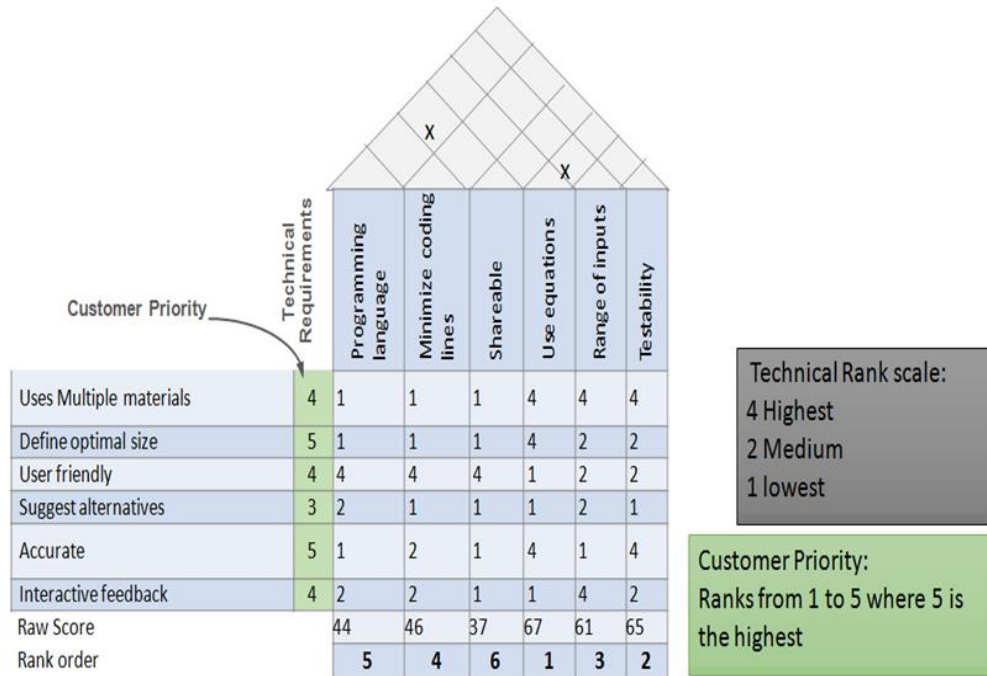 X
X
Technical
Requirements
Customer Priority
Programming
language
Minimize coding
lines
Shareable
Use equations
Range of inputs
Testability
Uses Multiple materials 4 1 1 1 4 4 4
Define optimal size 5 1 1 1 4 2 2
User friendly 4 4 4 4 1 2 2
Suggest alternatives 3 2 1 1 1 2 1
Accurate 5 1 2 1 4 1 4
Interactive feedback 4 2 2 1 1 4 2
Raw Score 44 46 37 67 61 65
Rank order 5 4 6 1 3 2
Technical Rank scale:
4 Highest
2 Medium
1 lowest
Customer Priority:
Ranks from 1 to 5 where 5 is
the highest